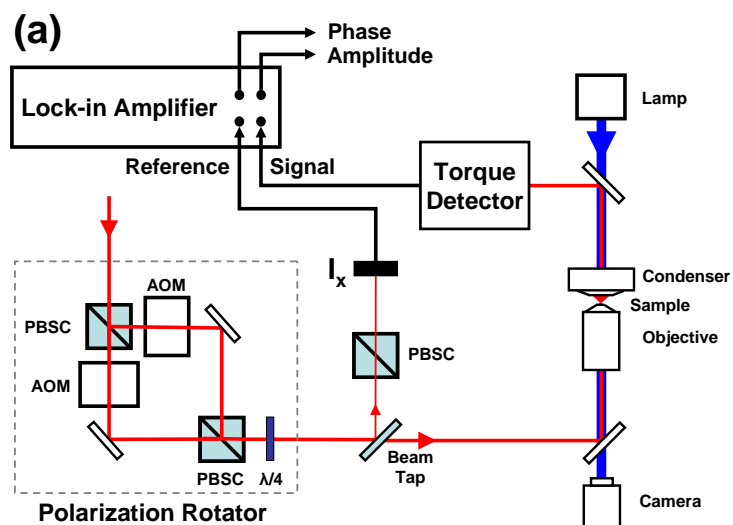 (a)
Phase
Amplitude
Lock-in Amplifier
Reference
Signal
Torque
Detector
Lamp
Condenser
Sample
Objective
Camera
Ix
PBSC
Beam
Tap
AOM
PBSC
AOM
PBSC
λ/4
Polarization Rotator